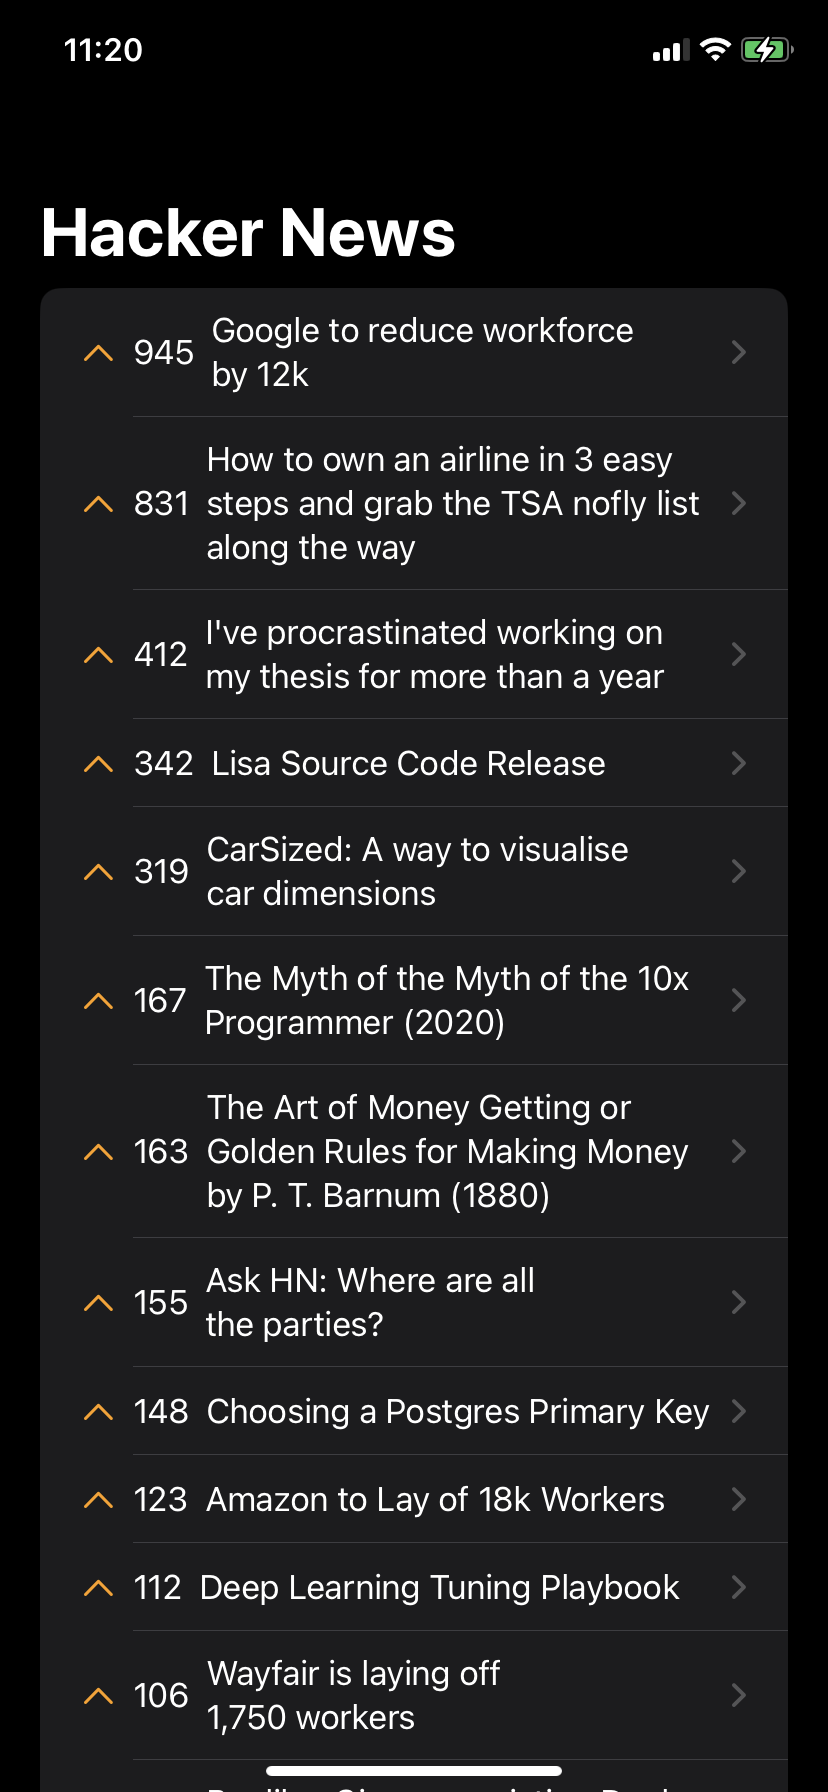 11:20
Hacker News
945 Google to reduce workforce
by 12k
How to own an airline in 3 easy
831 steps and grab the TSA nofly list
along the way
412 I've procrastinated working on
my thesis for more than a year
342 Lisa Source Code Release
319 CarSized: A way to visualise
car dimensions
167 The Myth of the Myth of the 10x
Programmer (2020)
The Art of Money Getting or
163 Golden Rules for Making Money
by P. T. Barnum (1880)
155 Ask HN: Where are all
the parties?
148 Choosing a Postgres Primary Key
123 Amazon to Lay of 18k Workers
112 Deep Learning Tuning Playbook
106 Wayfair is laying off
1,750 workers